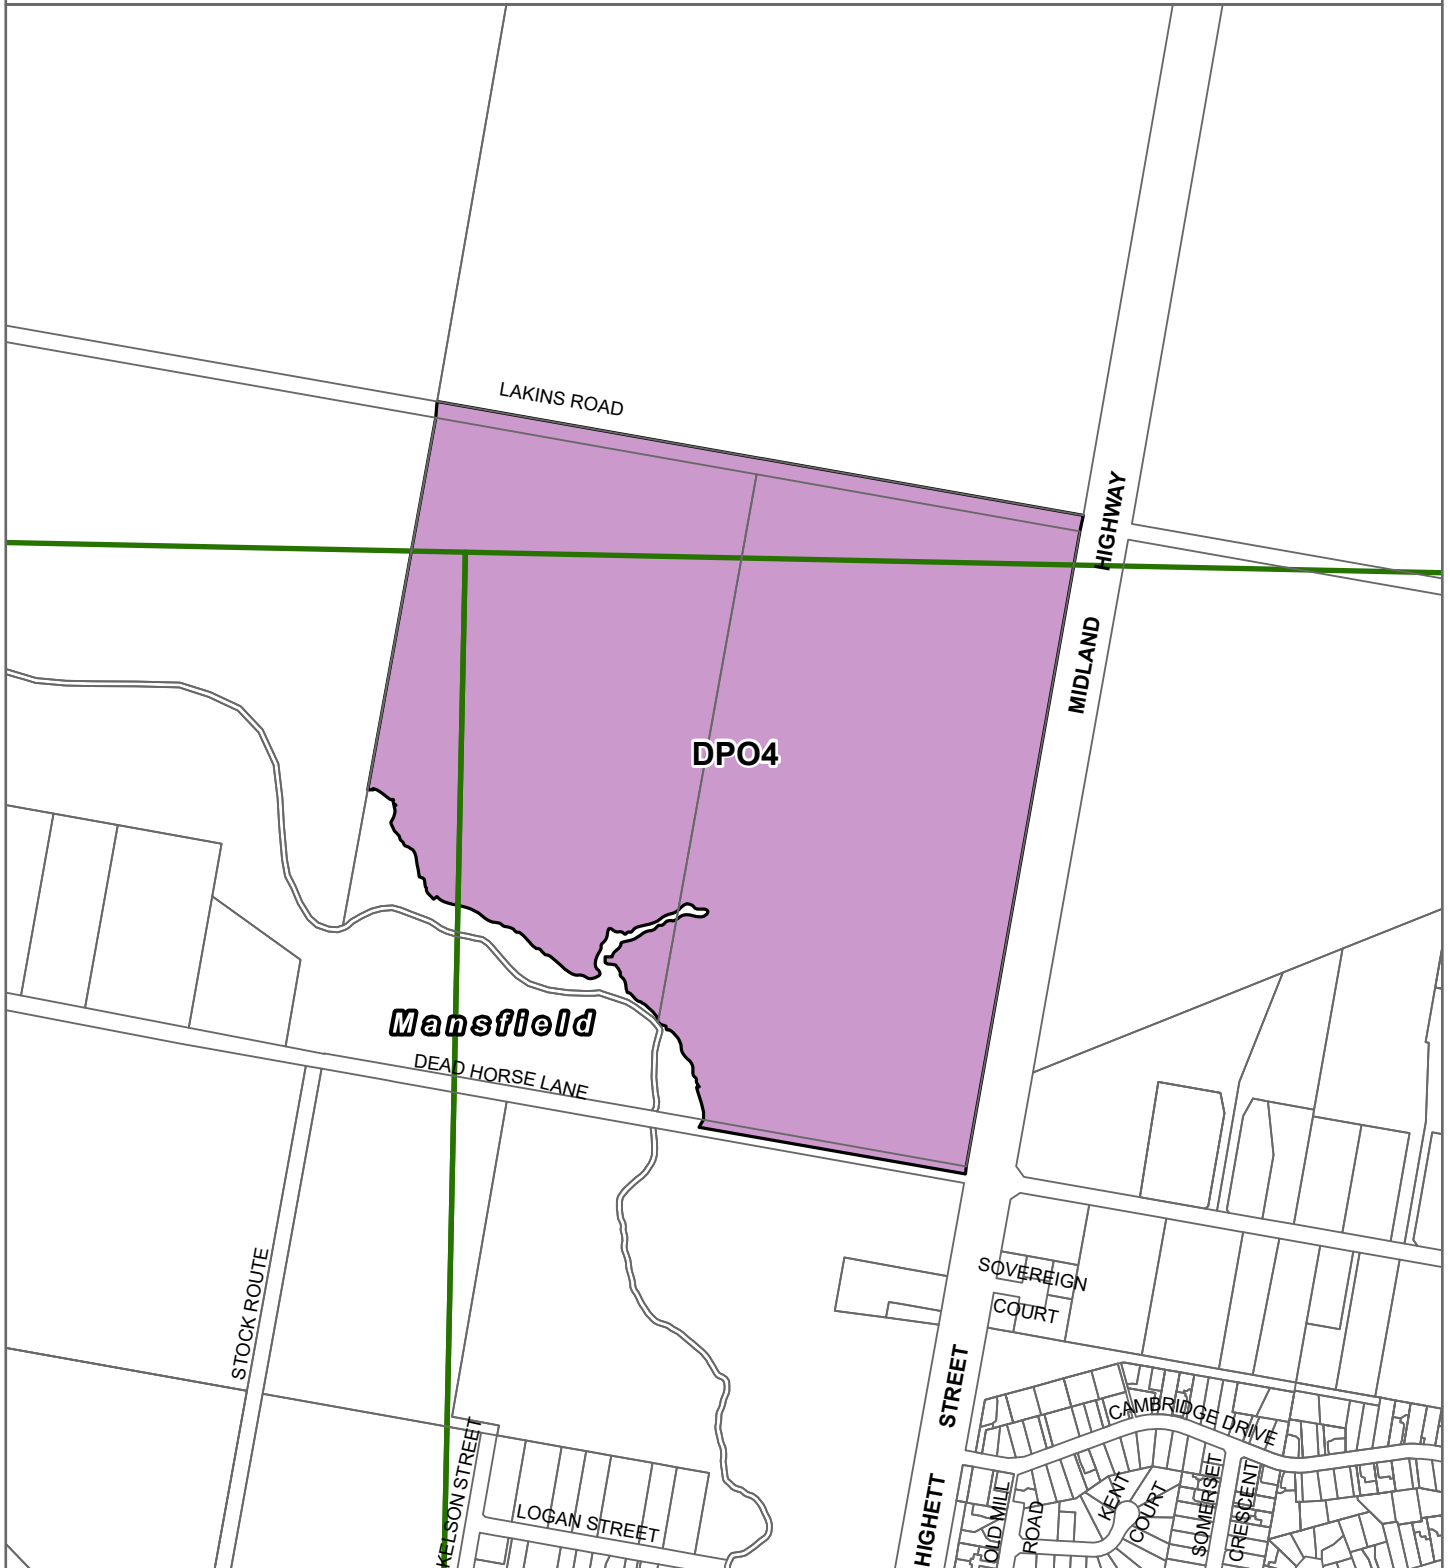 LAKINS ROAD
HIGHWAY
MIDLAND
DPO4
Mansfield
DEAD HORSE LANE
STOCK ROUTE
SOVEREIGN
COURT
STREET
HIGHETT
CAMBRIDGE DRIVE
KELSON STREET
LOGAN STREET
OLD MILL
ROAD
KENT
COURT
SOMERSET
CRESCENT